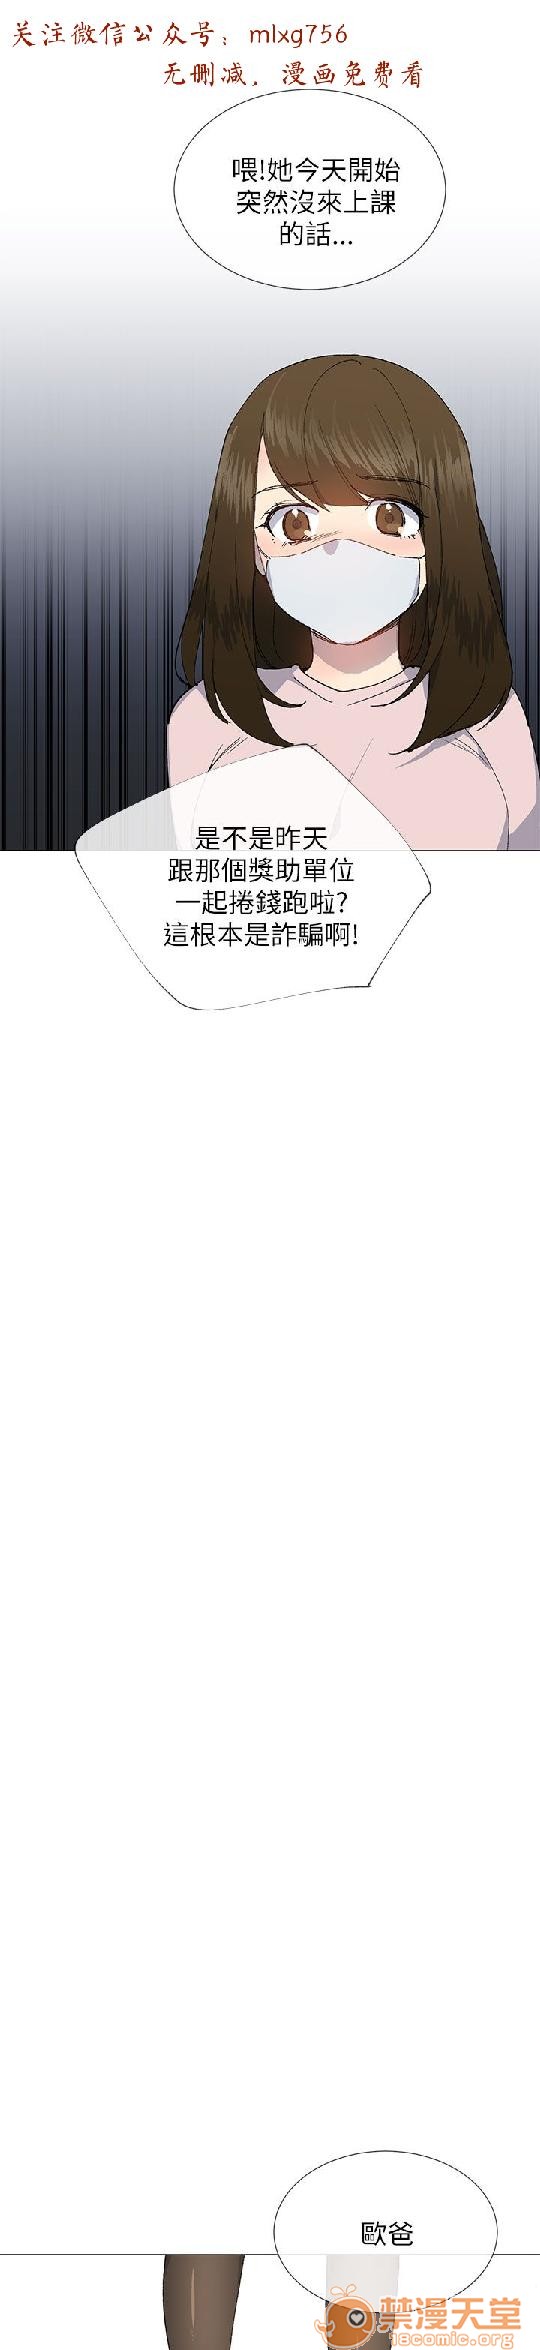 关注微信公众号：mlxg756
无删减，漫画免费看
喂!她今天開始
突然沒來上課
的話...
是不是昨天
跟那個獎助單位
一起捲錢跑啦?
這根本是詐騙啊!
歐爸
禁漫天堂
18comic.org